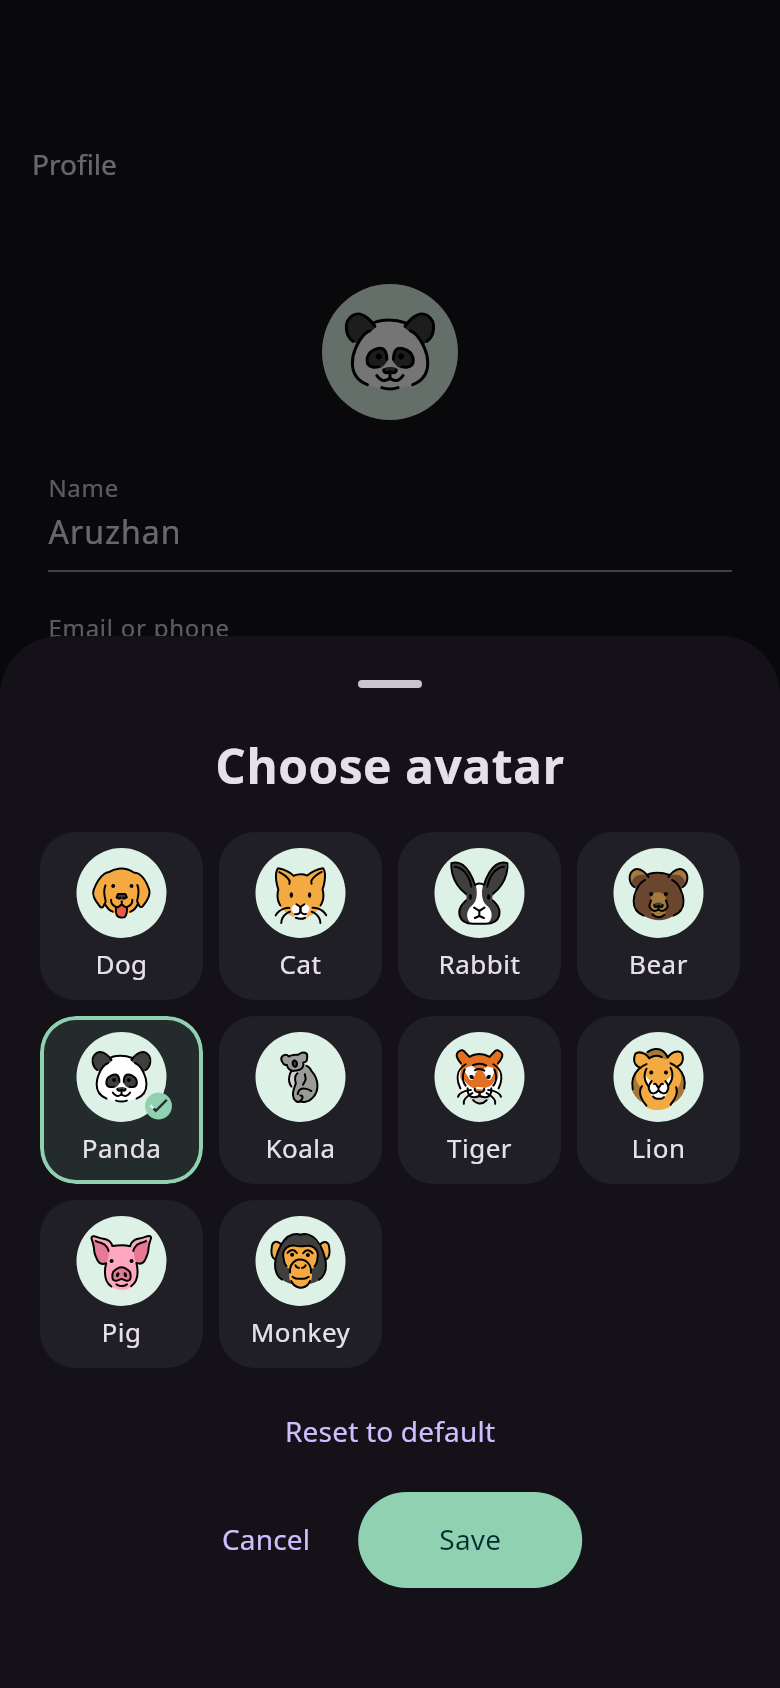 Profile
Name
Aruzhan
Email or phone
Choose avatar
Dog
Cat
Rabbit
Bear
Panda
Koala
Tiger
Lion
Pig
Monkey
Reset to default
Cancel
Save